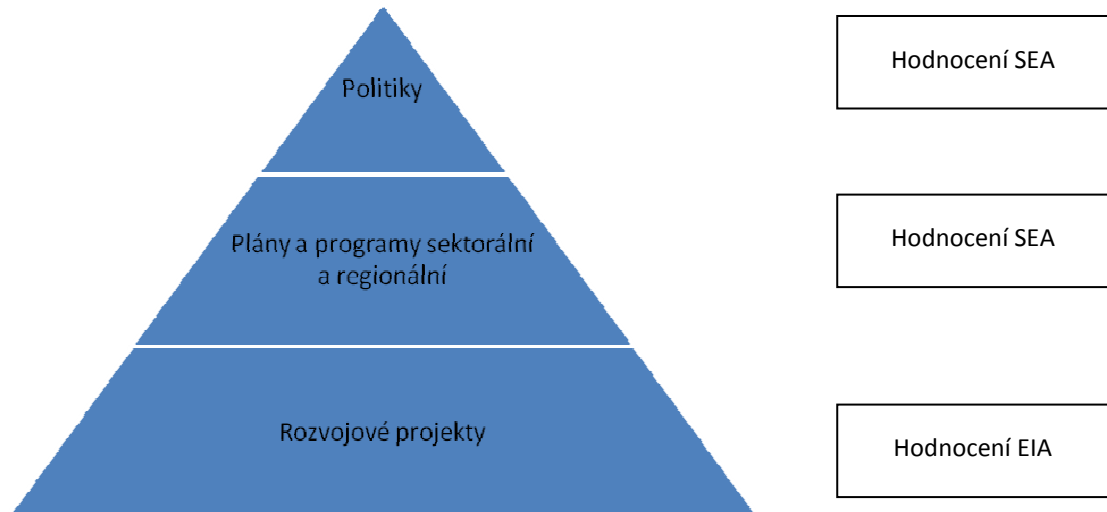 Politiky
Hodnocení SEA
Plány a programy sektorální
a regionální
Hodnocení SEA
Rozvojové projekty
Hodnocení EIA